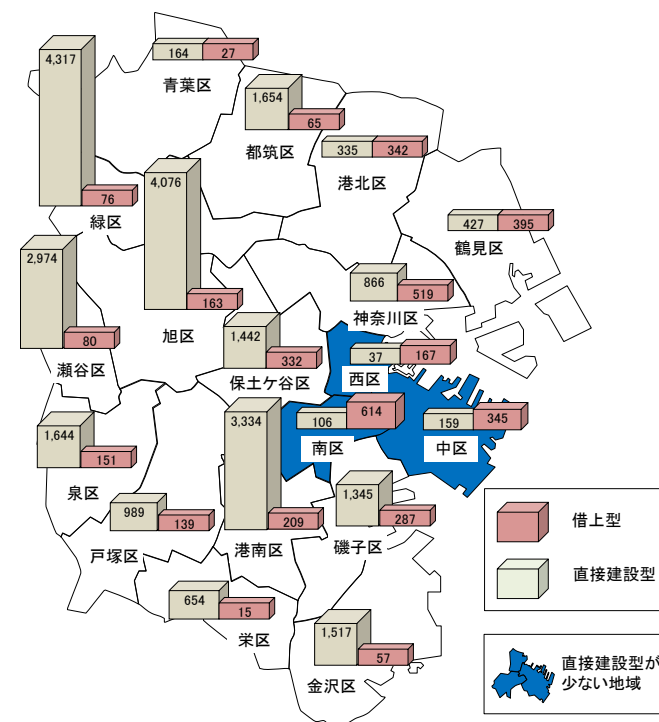 4,317
76
緑区
164
27
青葉区
1,654
65
都筑区
335
342
港北区
427
395
鶴見区
4,076
163
旭区
2,974
80
瀬谷区
866
519
神奈川区
1,442
332
保土ケ谷区
37
167
西区
106
614
南区
159
345
中区
1,644
151
泉区
3,334
209
港南区
989
139
戸塚区
1,345
287
磯子区
654
15
栄区
1,517
57
金沢区
借上型
直接建設型
直接建設型が
少ない地域